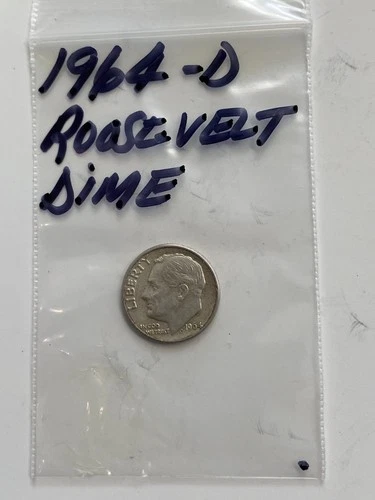 1964-D
ROOSEVELT
DIME
LIBERTY
IN GOD
WE TRUST